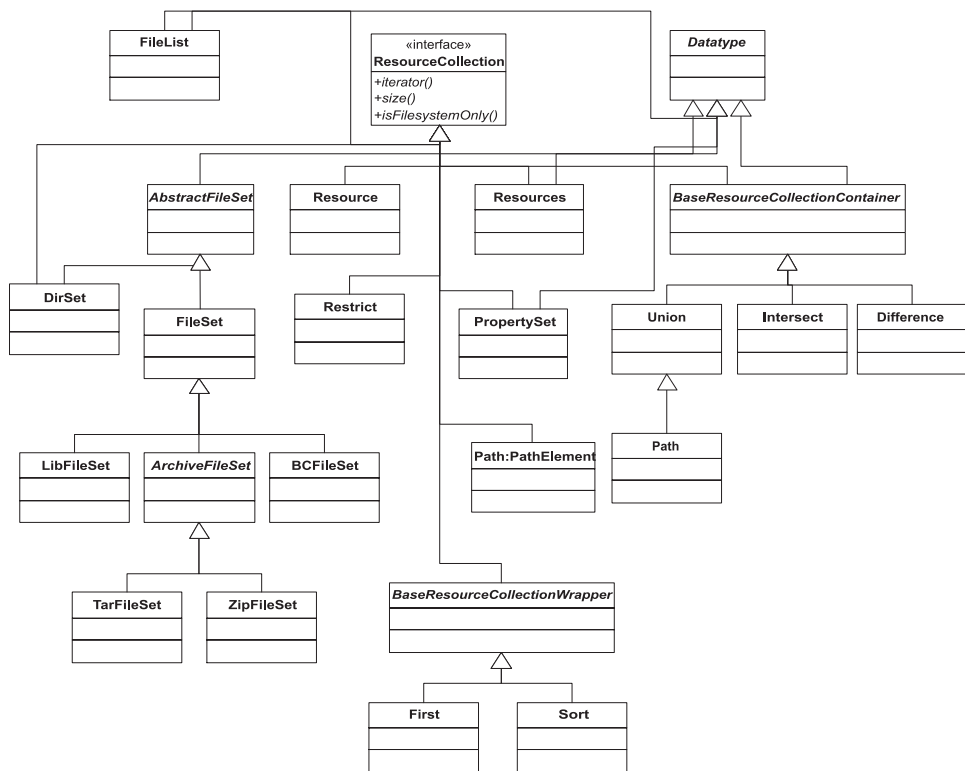 FileList
«interface»
ResourceCollection
+iterator()
+size()
+isFilesystemOnly()
Datatype
AbstractFileSet
Resource
Resources
BaseResourceCollectionContainer
DirSet
FileSet
Restrict
PropertySet
Union
Intersect
Difference
LibFileSet
ArchiveFileSet
BCFileSet
Path:PathElement
Path
TarFileSet
ZipFileSet
BaseResourceCollectionWrapper
First
Sort